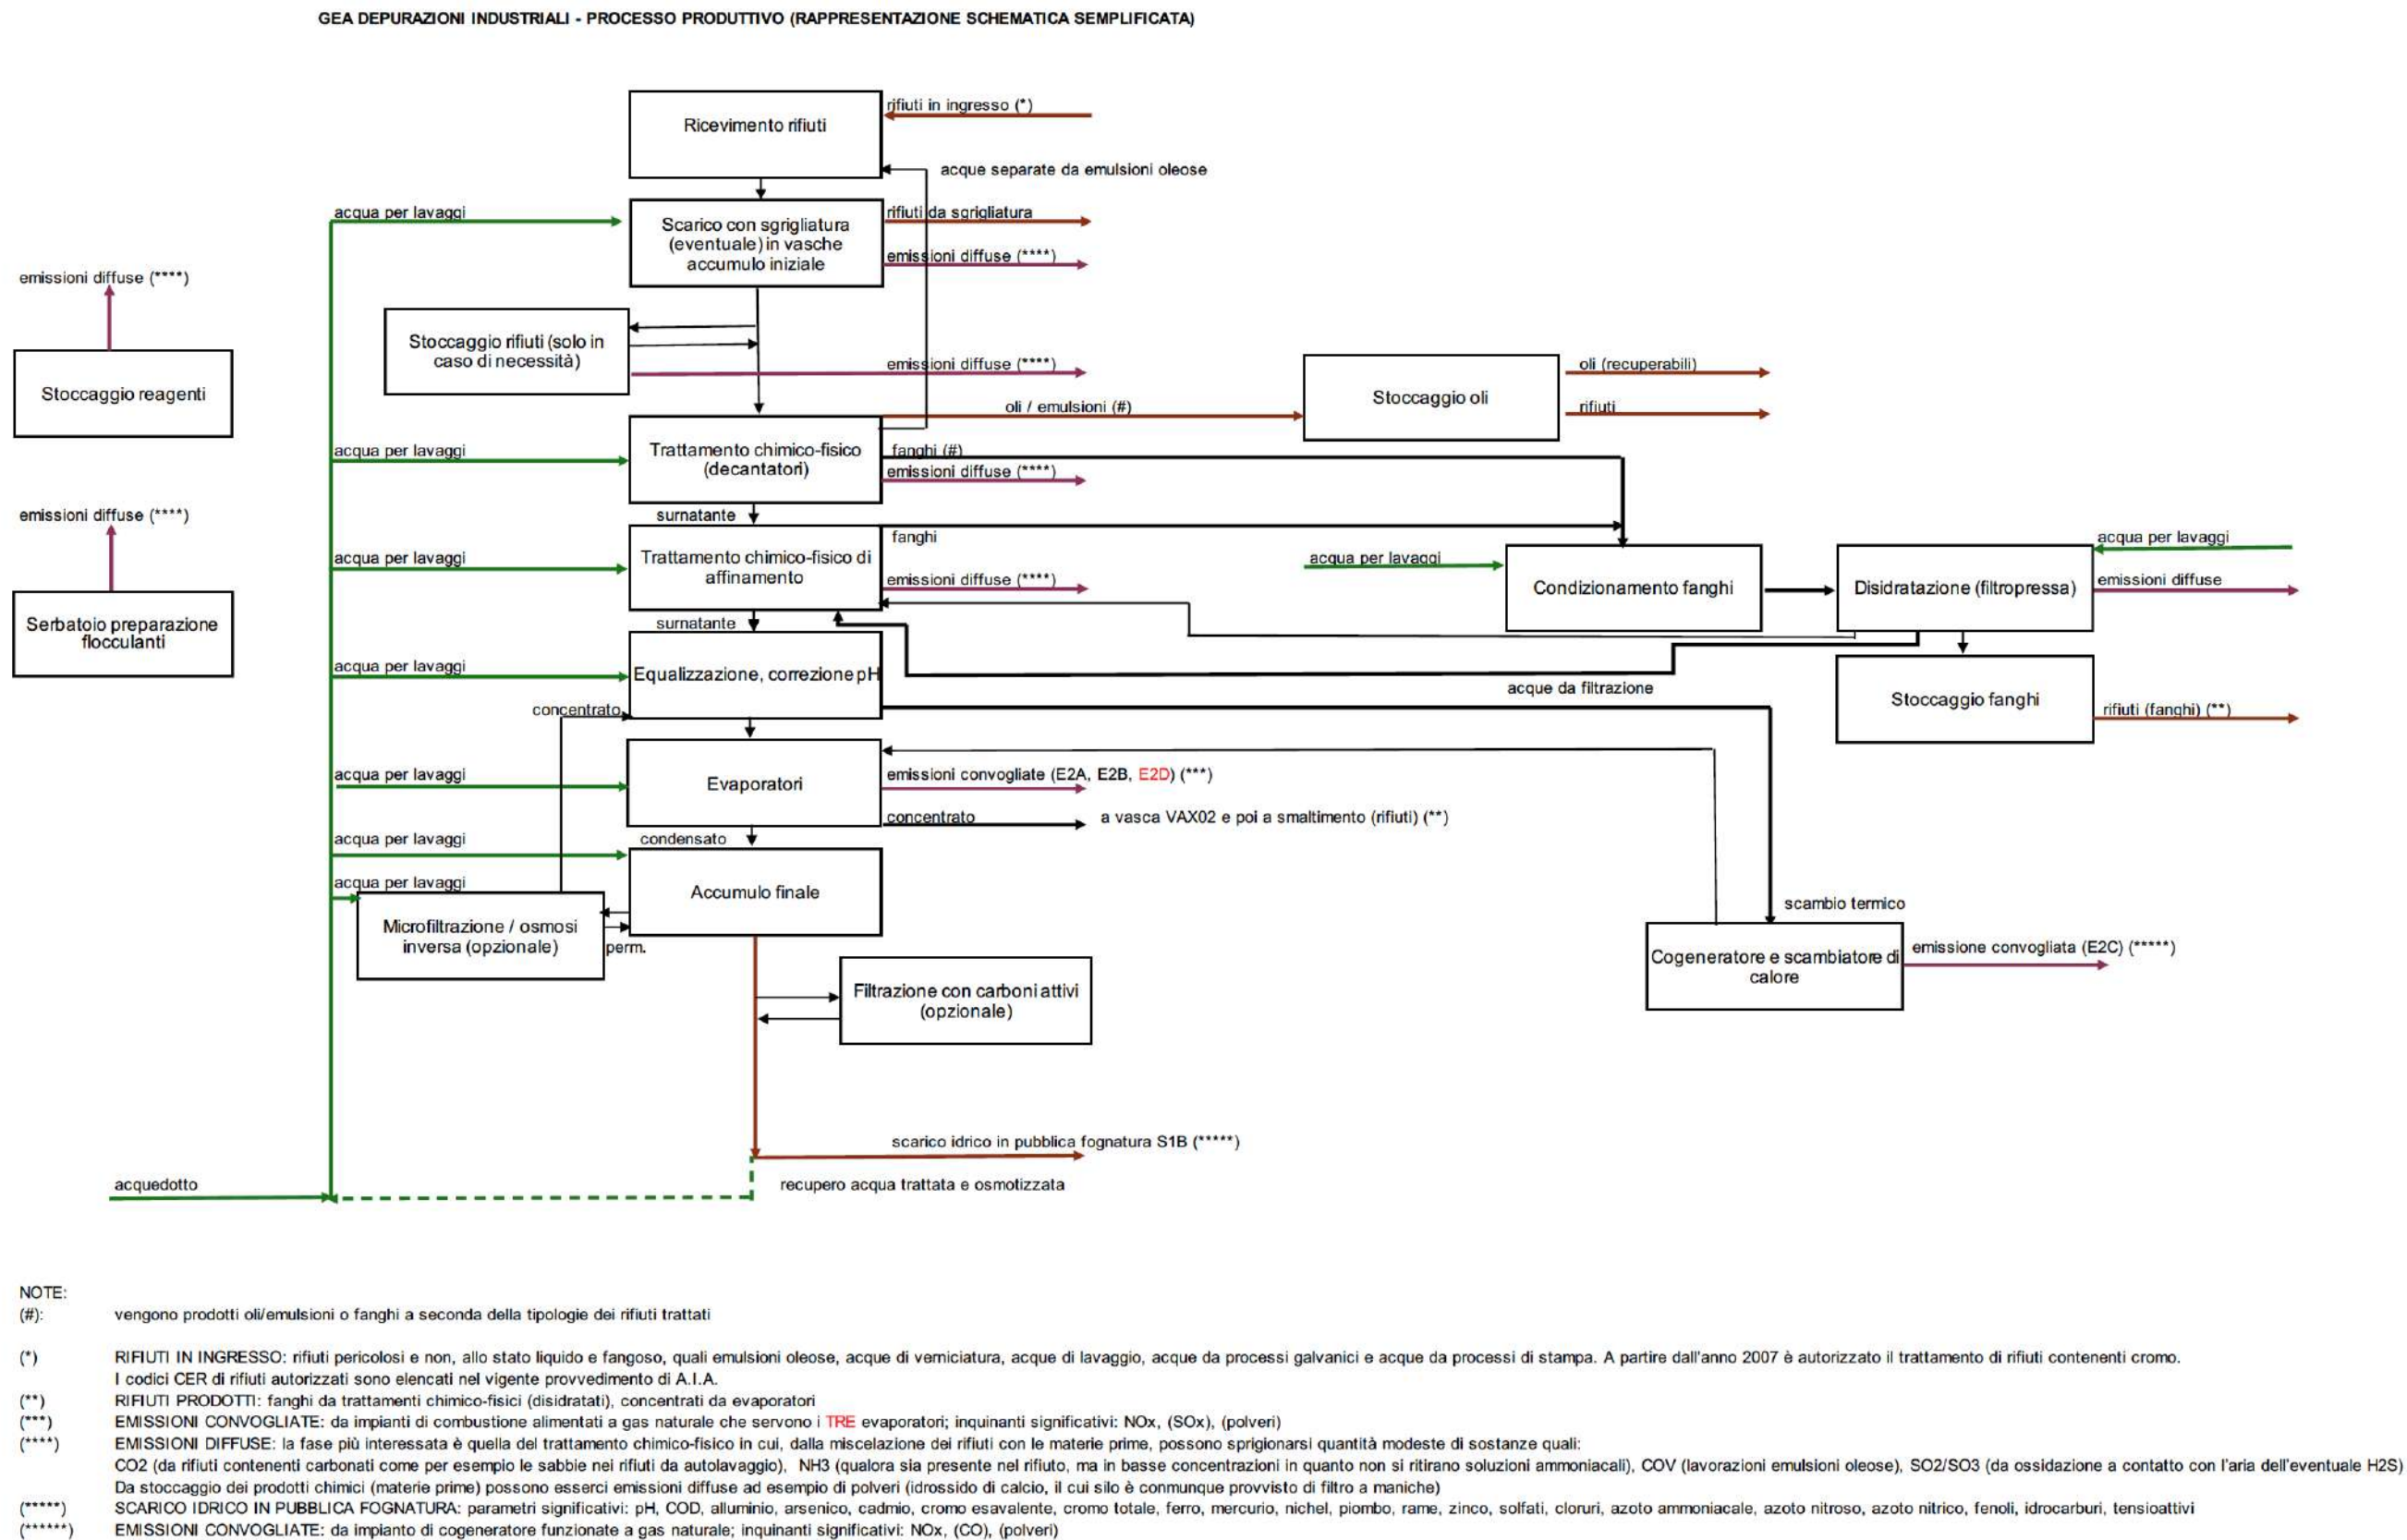 GEA DEPURAZIONI INDUSTRIALI - PROCESSO PRODUTTIVO (RAPPRESENTAZIONE SCHEMATICA SEMPLIFICATA)
rifiuti in ingresso (*)
Ricevimento rifiuti
acque separate da emulsioni oleose
acqua per lavaggi
Scarico con sgrigliatura
(eventuale) in vasche
accumulo iniziale
rifiuti da sgrigliatura
emissioni diffuse (****)
emissioni diffuse (****)
Stoccaggio reagenti
Stoccaggio rifiuti (solo in
caso di necessità)
emissioni diffuse (****)
Stoccaggio oli
oli (recuperabili)
rifiuti
oli / emulsioni (#)
acqua per lavaggi
Trattamento chimico-fisico
(decantatori)
fanghi (#)
emissioni diffuse (****)
surnatante
emissioni diffuse (****)
Serbatoio preparazione
flocculanti
acqua per lavaggi
Trattamento chimico-fisico di
affinamento
fanghi
emissioni diffuse (****)
acqua per lavaggi
Condizionamento fanghi
Disidratazione (filtropressa)
acqua per lavaggi
emissioni diffuse
surnatante
acqua per lavaggi
Equalizzazione, correzione pH
acque da filtrazione
Stoccaggio fanghi
rifiuti (fanghi) (**)
concentrato
acqua per lavaggi
Evaporatori
emissioni convogliate (E2A, E2B, E2D) (***)
concentrato
a vasca VAX02 e poi a smaltimento (rifiuti) (**)
acqua per lavaggi
condensato
acqua per lavaggi
Accumulo finale
Microfiltrazione / osmosi
inversa (opzionale)
perm.
scambio termico
Cogeneratore e scambiatore di
calore
emissione convogliata (E2C) (*****)
Filtrazione con carboni attivi
(opzionale)
scarico idrico in pubblica fognatura S1B (*****)
acquedotto
recupero acqua trattata e osmotizzata
NOTE:
(#): vengono prodotti oli/emulsioni o fanghi a seconda della tipologie dei rifiuti trattati
(*) RIFIUTI IN INGRESSO: rifiuti pericolosi e non, allo stato liquido e fangoso, quali emulsioni oleose, acque di verniciatura, acque di lavaggio, acque da processi galvanici e acque da processi di stampa. A partire dall'anno 2007 è autorizzato il trattamento di rifiuti contenenti cromo.
I codici CER di rifiuti autorizzati sono elencati nel vigente provvedimento di A.I.A.
(**) RIFIUTI PRODOTTI: fanghi da trattamenti chimico-fisici (disidratati), concentrati da evaporatori
(***) EMISSIONI CONVOGLIATE: da impianti di combustione alimentati a gas naturale che servono i TRE evaporatori; inquinanti significativi: NOx, (SOx), (polveri)
(****) EMISSIONI DIFFUSE: la fase più interessata è quella del trattamento chimico-fisico in cui, dalla miscelazione dei rifiuti con le materie prime, possono sprigionarsi quantità modeste di sostanze quali:
CO2 (da rifiuti contenenti carbonati come per esempio le sabbie nei rifiuti da autolavaggio), NH3 (qualora sia presente nel rifiuto, ma in basse concentrazioni in quanto non si ritirano soluzioni ammoniacali), COV (lavorazioni emulsioni oleose), SO2/SO3 (da ossidazione a contatto con l'aria dell'eventuale H2S)
Da stoccaggio dei prodotti chimici (materie prime) possono esserci emissioni diffuse ad esempio di polveri (idrossido di calcio, il cui silo è conmunque provvisto di filtro a maniche)
(*****) SCARICO IDRICO IN PUBBLICA FOGNATURA: parametri significativi: pH, COD, alluminio, arsenico, cadmio, cromo esavalente, cromo totale, ferro, mercurio, nichel, piombo, rame, zinco, solfati, cloruri, azoto ammoniacale, azoto nitroso, azoto nitrico, fenoli, idrocarburi, tensioattivi
(******) EMISSIONI CONVOGLIATE: da impianto di cogeneratore funzionate a gas naturale; inquinanti significativi: NOx, (CO), (polveri)